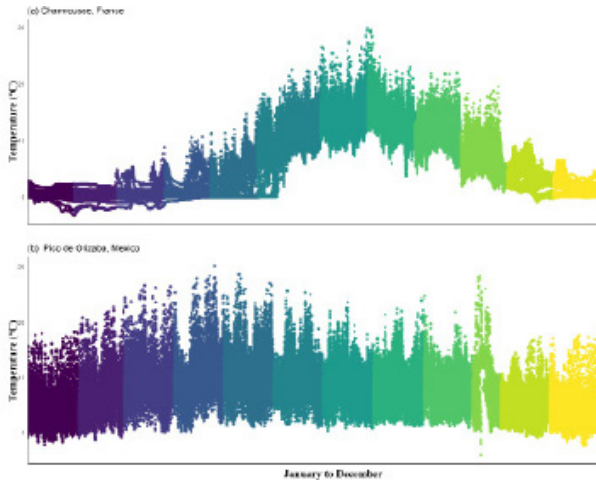 (a) Chamrousse, France
Temperature (°C)
(b) Pico de Orizaba, Mexico
Temperature (°C)
January to December